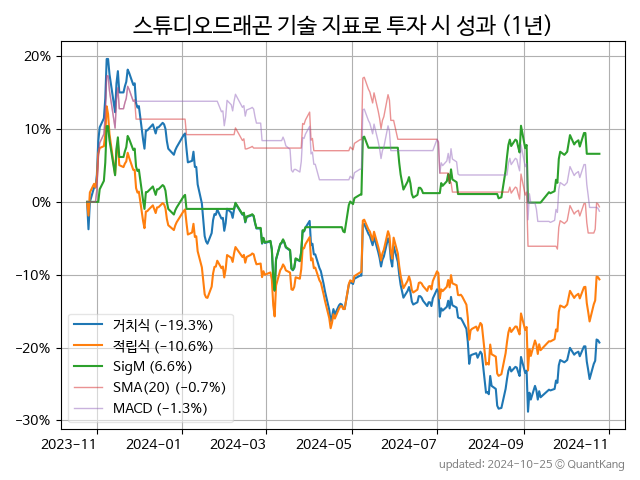 스튜디오드래곤 기술 지표로 투자 시 성과 (1년)
20%
10%
0%
−10%
−20%
−30%
거치식 (−19.3%)
적립식 (−10.6%)
SigM (6.6%)
SMA(20) (−0.7%)
MACD (−1.3%)
2023-11 2024-01 2024-03 2024-05 2024-07 2024-09 2024-11
updated: 2024-10-25 © QuantKang